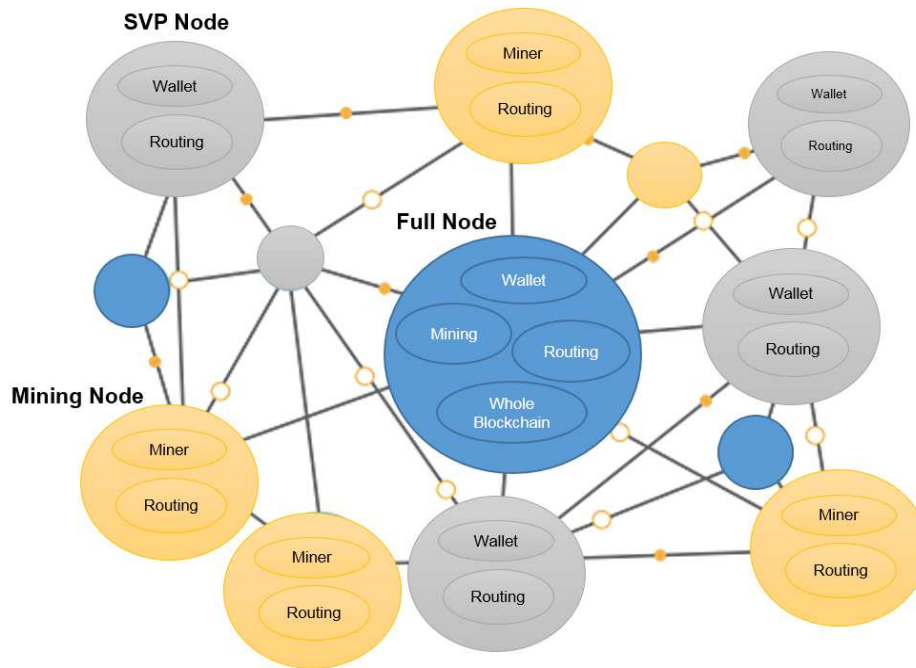 SVP Node
Wallet
Routing
Miner
Routing
Wallet
Routing
Full Node
Wallet
Mining
Routing
Whole
Blockchain
Wallet
Routing
Mining Node
Miner
Routing
Miner
Routing
Wallet
Routing
Miner
Routing